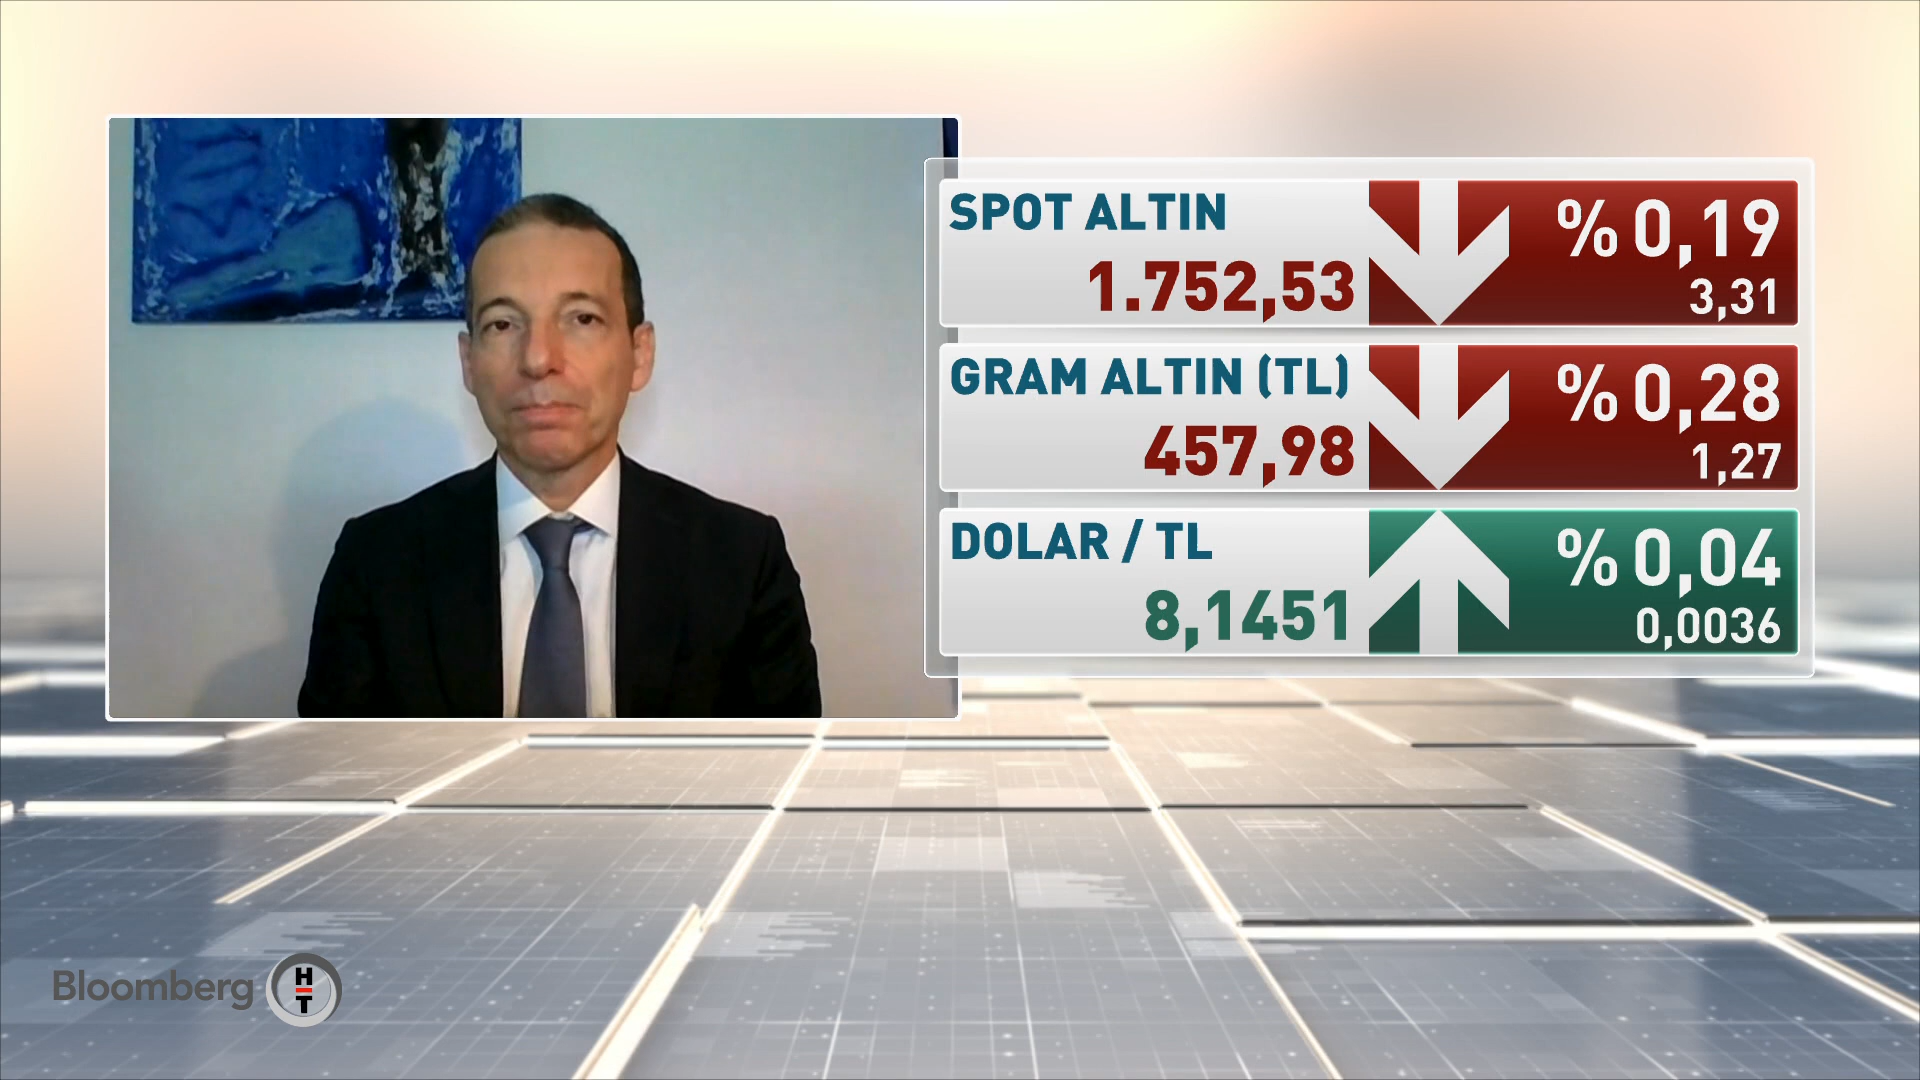 SPOT ALTIN
1.752,53
% 0,19
3,31
GRAM ALTIN (TL)
457,98
% 0,28
1,27
DOLAR / TL
8,1451
% 0,04
0,0036
Bloomberg HT